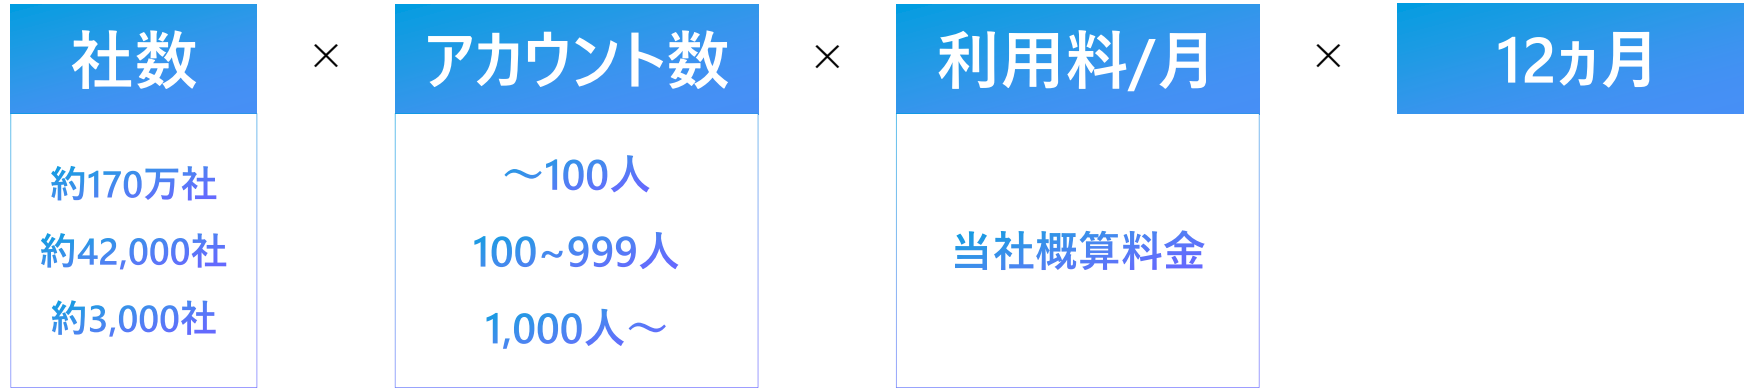 社数 × アカウント数 × 利用料/月 × 12ヵ月
約170万社
約42,000社
約3,000社
～100人
100~999人
1,000人～
当社概算料金